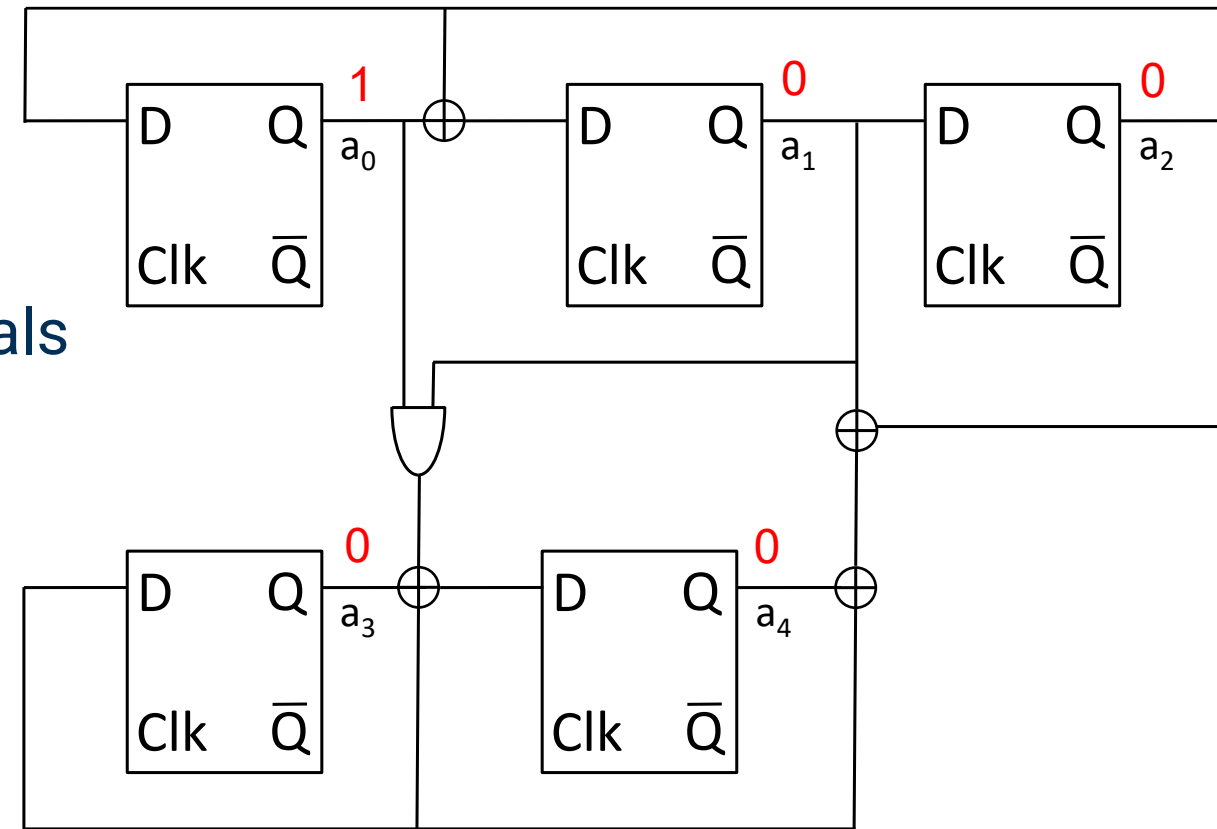 1 0 0
D Q a₀ D Q a₁ D Q a₂
Clk Q̅ Clk Q̅ Clk Q̅
als
0 0
D Q a₃ D Q a₄
Clk Q̅ Clk Q̅